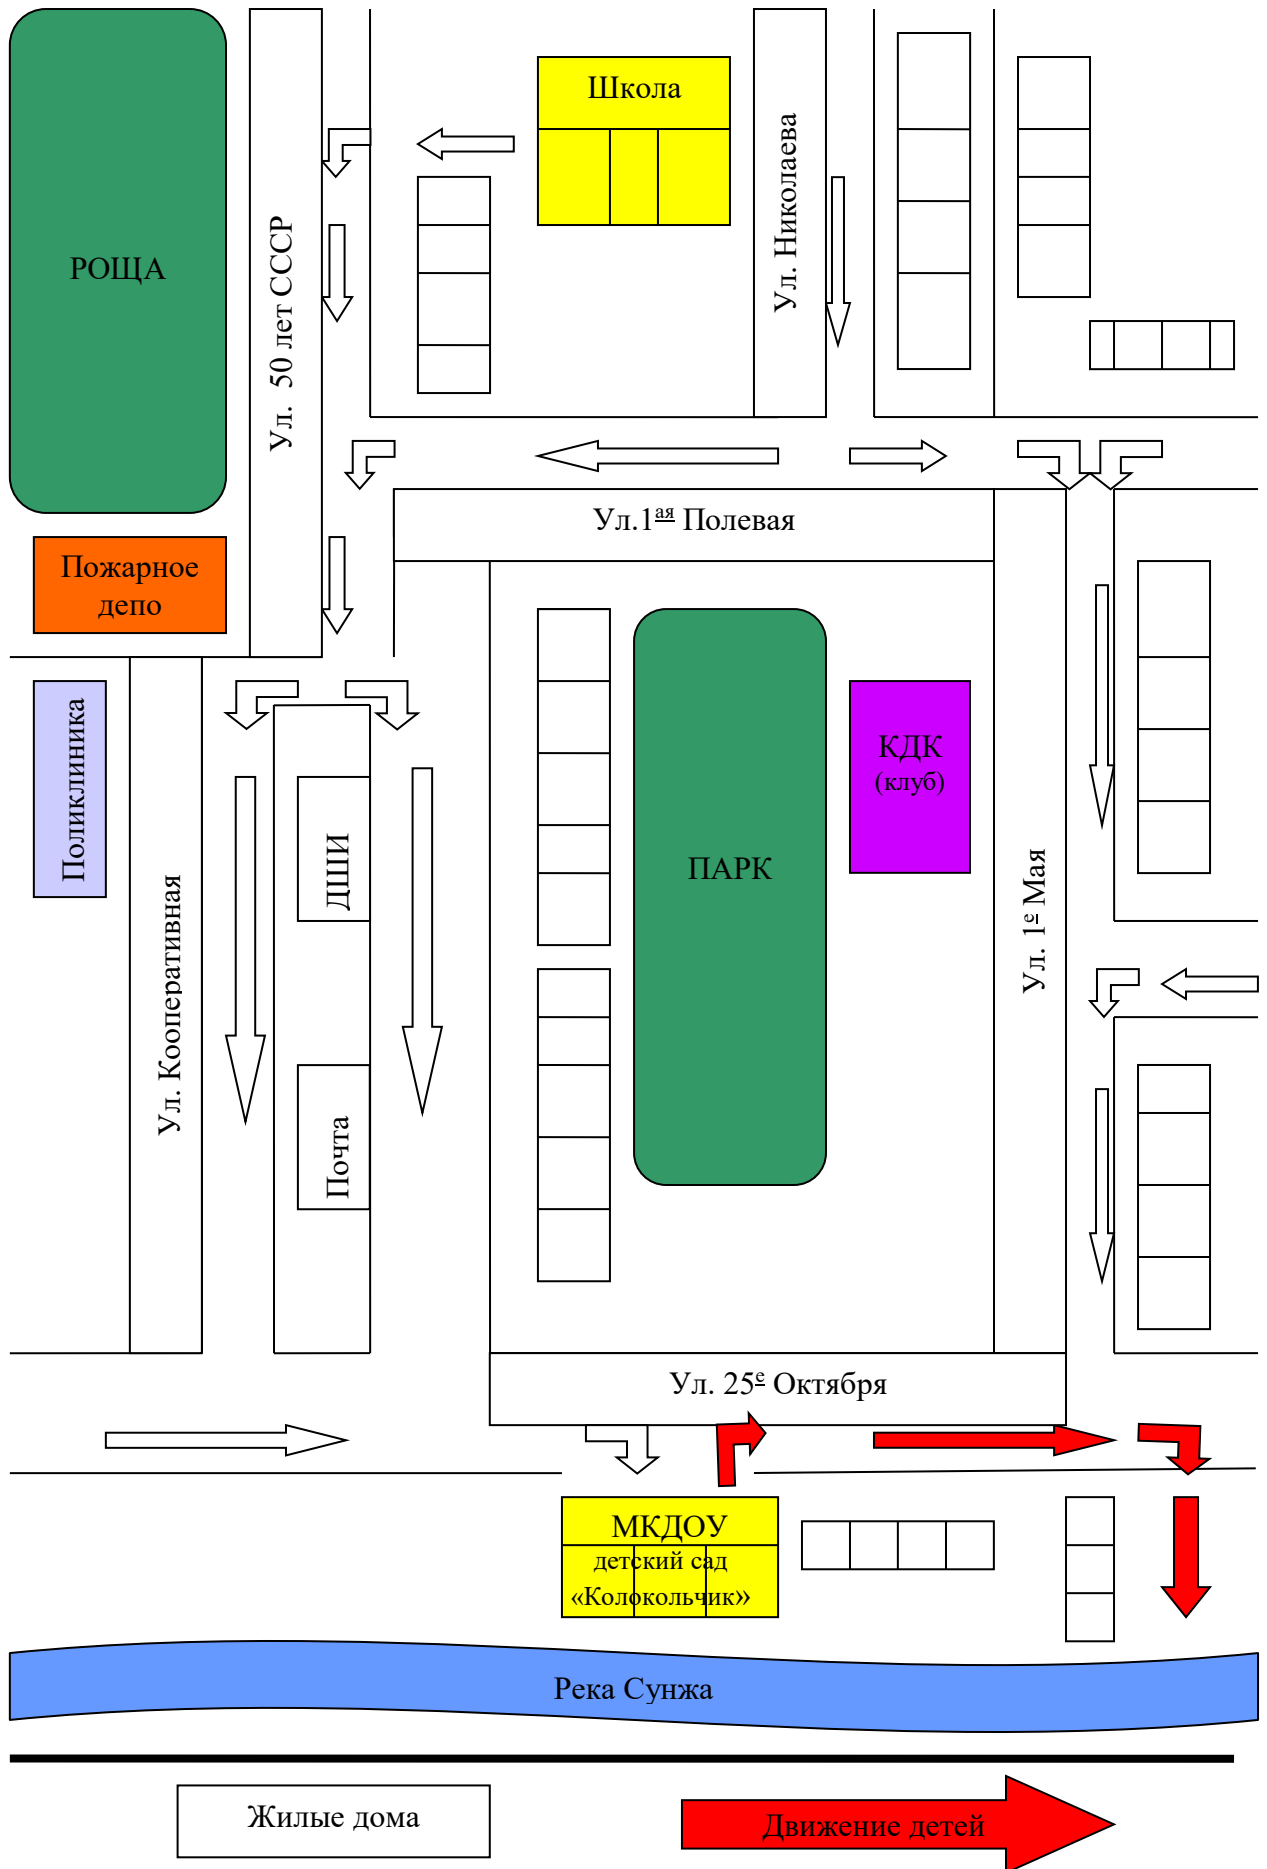 Школа
Ул. Николаева
РОЩА
Ул. 50 лет СССР
Ул.1ая Полевая
Пожарное
депо
Поликлиника
КДК
(клуб)
ДШИ
ПАРК
Ул. 1е Мая
Ул. Кооперативная
Почта
Ул. 25е Октября
МКДОУ
детский сад
«Колокольчик»
Река Сунжа
Жилые дома
Движение детей